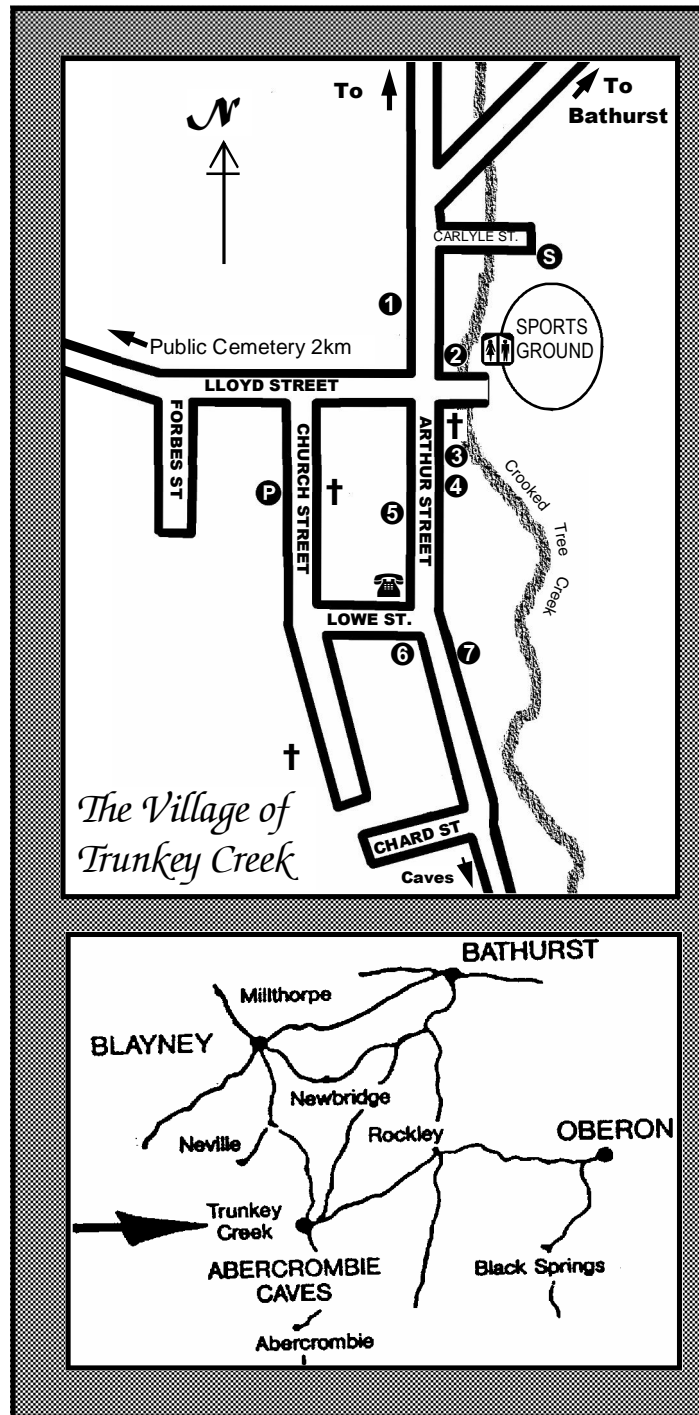 To
To
Bathurst
N
CARLYLE ST.
S
1
SPORTS
GROUND
2
Public Cemetery 2km
LLOYD STREET
FORBES ST
CHURCH STREET
ARTHUR STREET
3
P
4
5
Crooked Tree Creek
LOWE ST.
6
7
The Village of
Trunkey Creek
CHARD ST
Caves
BATHURST
Millthorpe
BLAYNEY
Newbridge
Neville
Rockley
OBERON
Trunkey
Creek
ABERCROMBIE
CAVES
Black Springs
Abercrombie